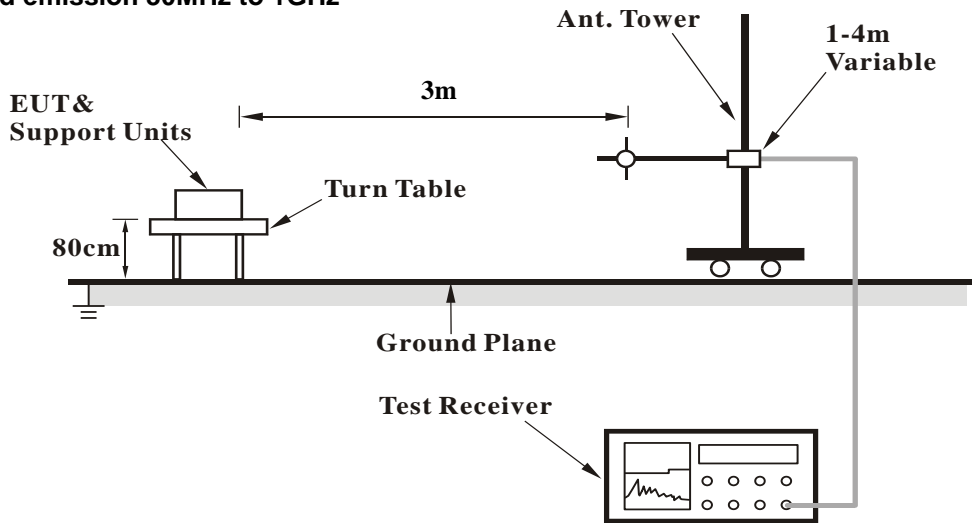 emission 30MHz to 1GHz
Ant. Tower
1-4m
Variable
3m
EUT&
Support Units
Turn Table
80cm
Ground Plane
Test Receiver